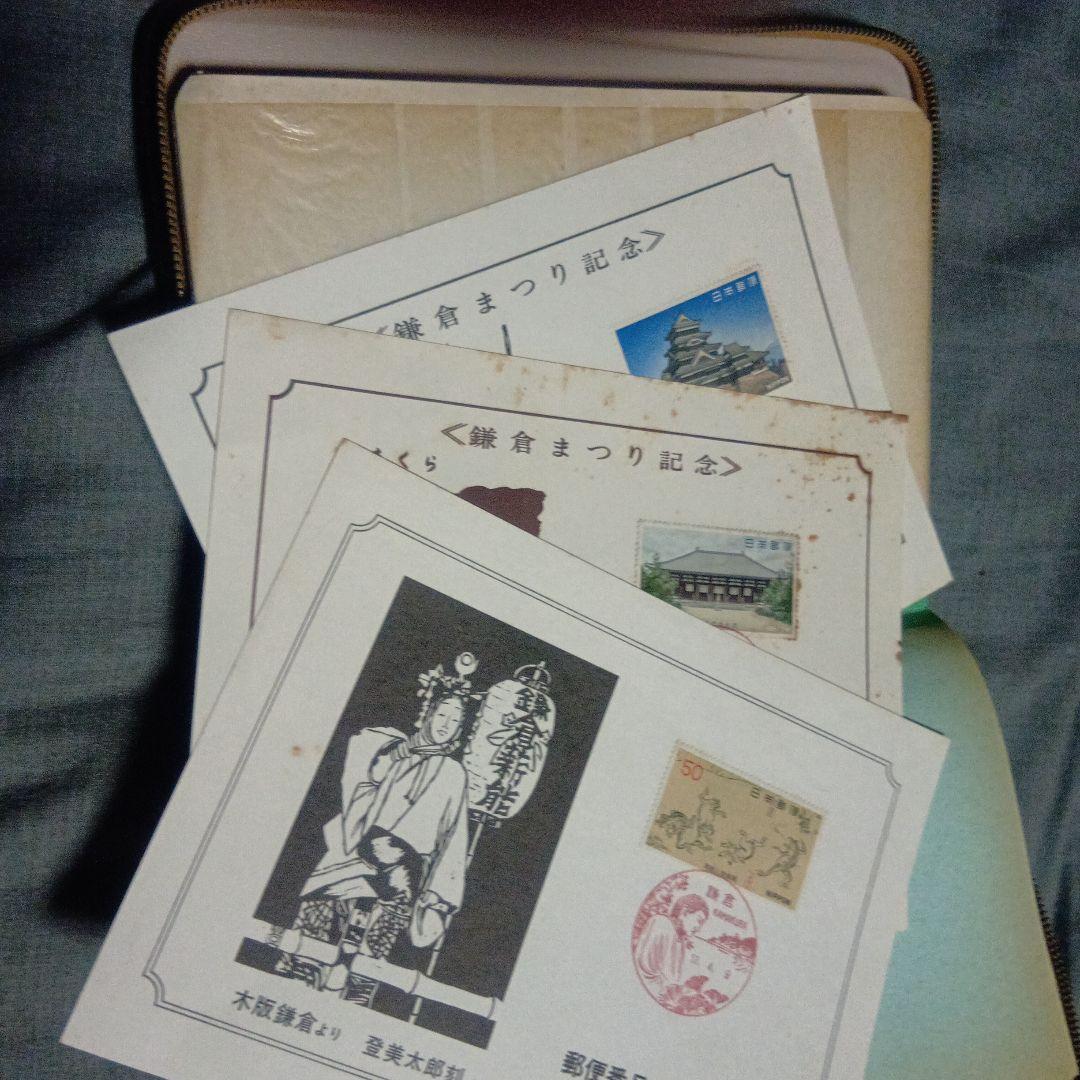 《鎌倉まつり記念》
日本郵便
《鎌倉まつり記念》
さくら
日本郵便
鎌倉薪能
50
日本郵便
鎌倉
KAMAKURA
木版鎌倉より 登美太郎刻
郵便番